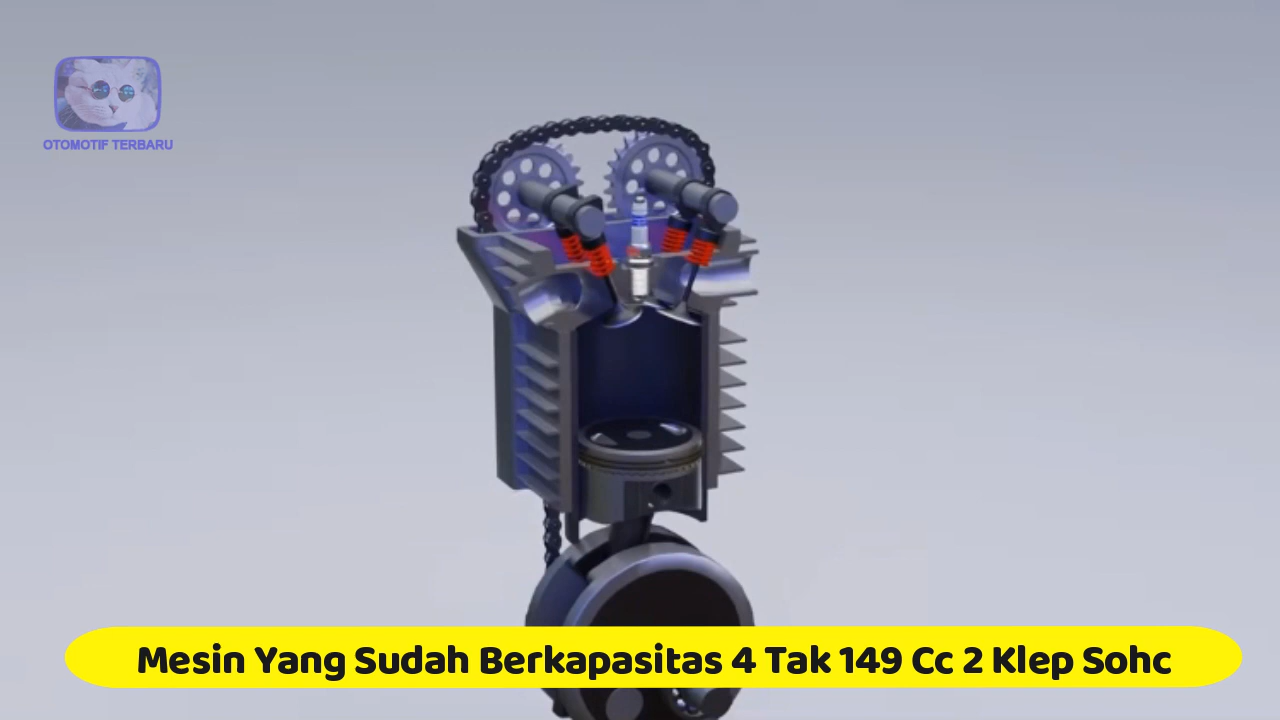 OTOMOTIF TERBARU
Mesin Yang Sudah Berkapasitas 4 Tak 149 Cc 2 Klep Sohc